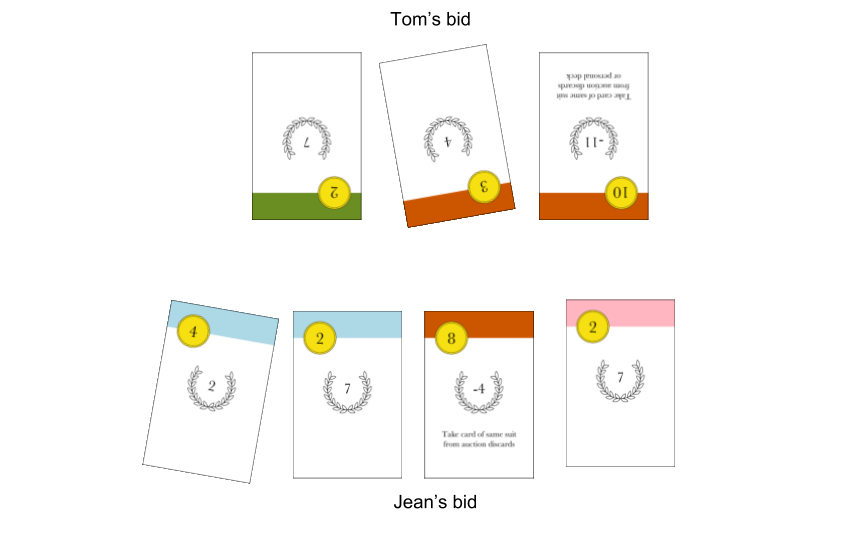 Tom's bid
7
2
4
3
Take card of same suit
from auction discards
or personal deck
-11
10
4
2
2
7
8
-4
Take card of same suit
from auction discards
2
7
Jean's bid